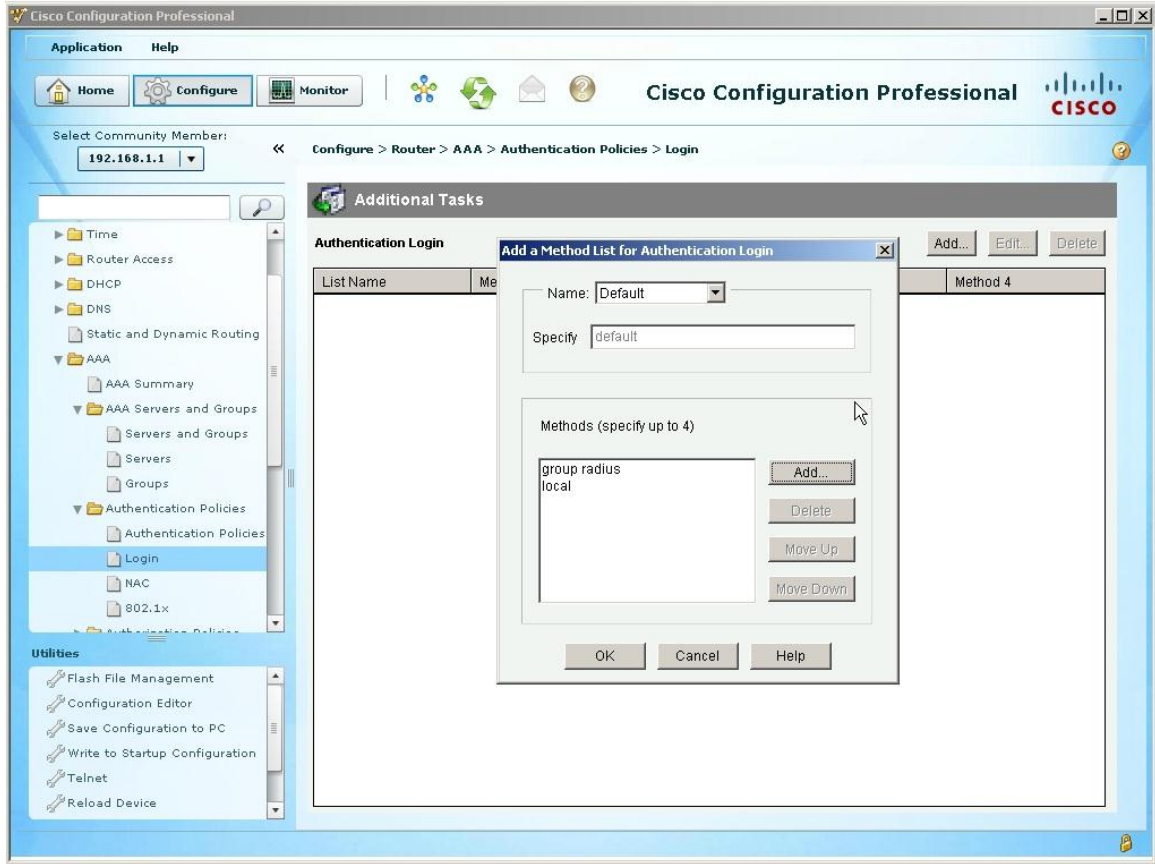 Cisco Configuration Professional
Application Help
Home Configure Monitor Cisco Configuration Professional
CISCO
Select Community Member:
192.168.1.1
Configure > Router > AAA > Authentication Policies > Login
Time
Router Access
DHCP
DNS
Static and Dynamic Routing
AAA
AAA Summary
AAA Servers and Groups
Servers and Groups
Servers
Groups
Authentication Policies
Authentication Policies
Login
NAC
802.1x
Utilities
Flash File Management
Configuration Editor
Save Configuration to PC
Write to Startup Configuration
Telnet
Reload Device
Additional Tasks
Authentication Login
Add... Edit... Delete
List Name Me Method 4
Add a Method List for Authentication Login
Name: Default
Specify default
Methods (specify up to 4)
group radius
local
Add...
Delete
Move Up
Move Down
OK Cancel Help